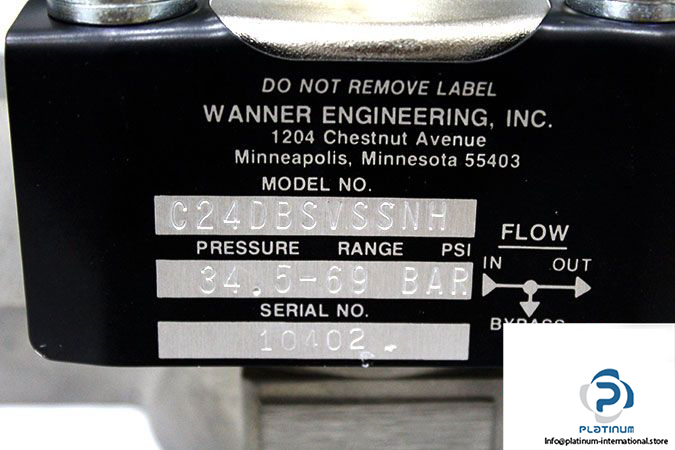 DO NOT REMOVE LABEL
WANNER ENGINEERING, INC.
1204 Chestnut Avenue
Minneapolis, Minnesota 55403
MODEL NO.
C24DBSVSSNH
PRESSURE RANGE PSI
34.5-69 BAR
SERIAL NO.
10402
FLOW
IN OUT
BYPASS
PLATINUM
Info@platinum-international.store